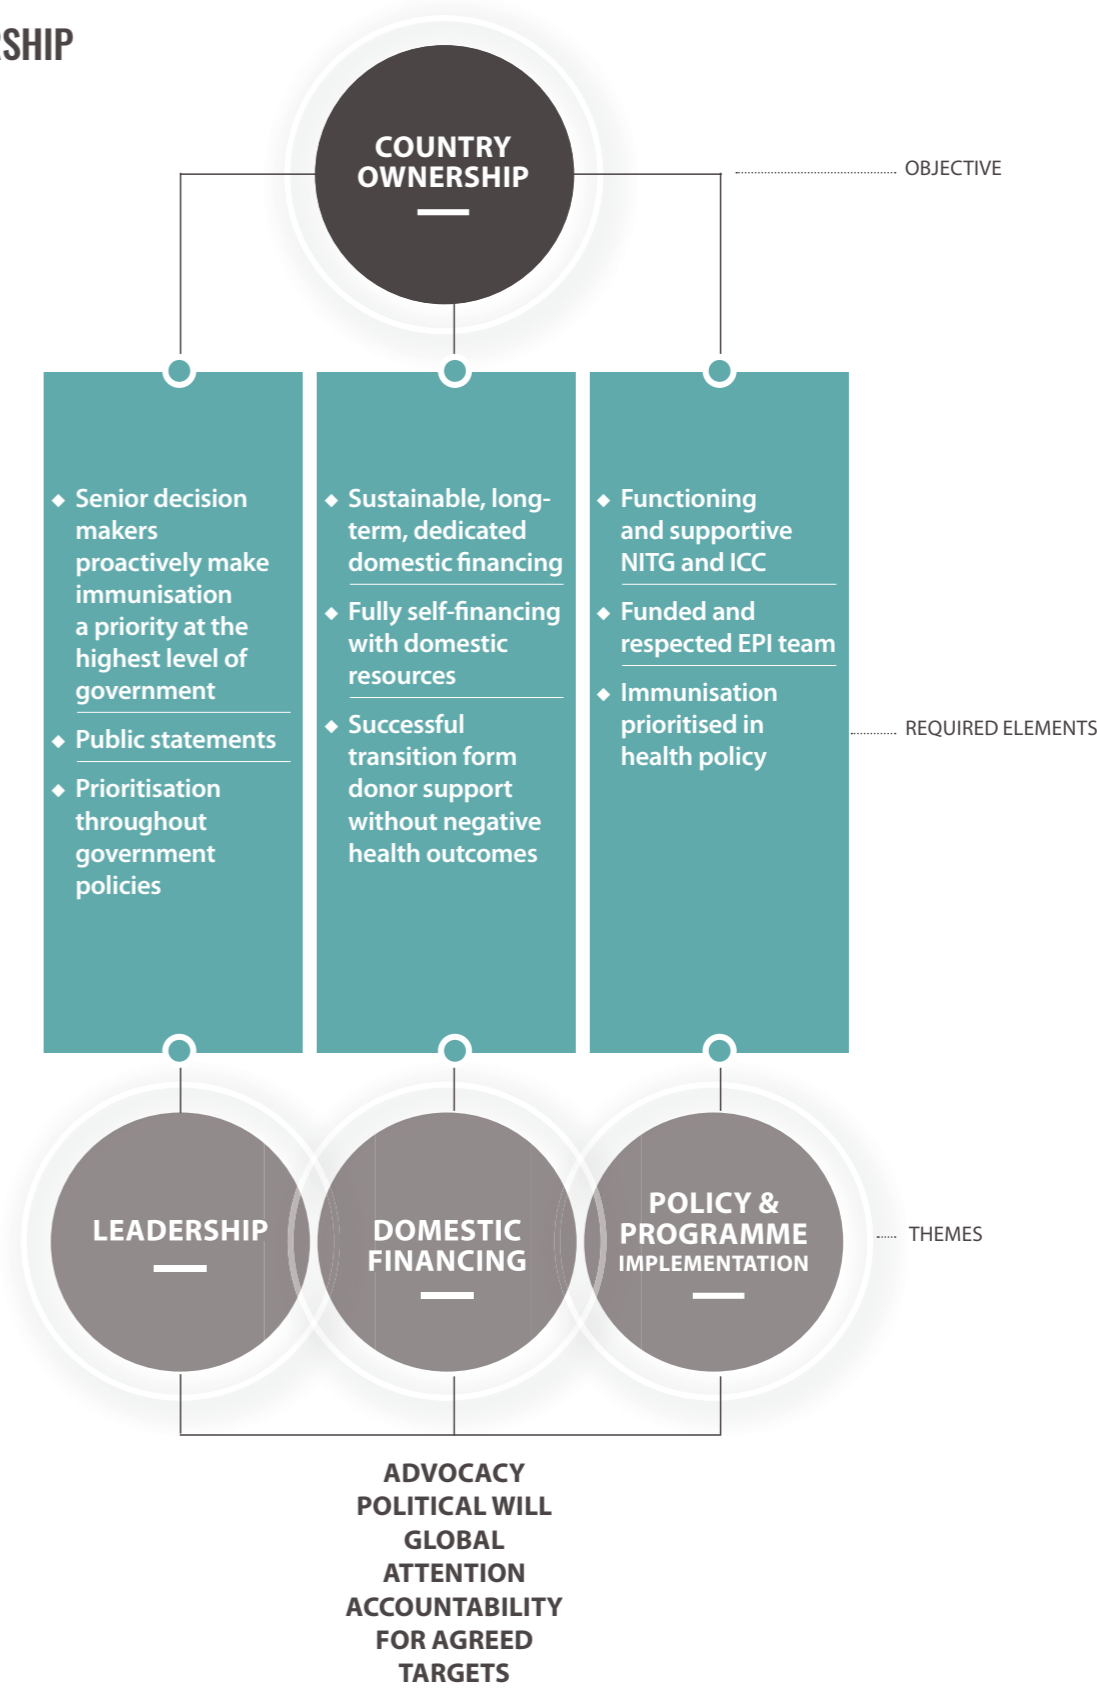 RSHIP
COUNTRY
OWNERSHIP
OBJECTIVE
◆ Senior decision
makers
proactively make
immunisation
a priority at the
highest level of
government
◆ Public statements
◆ Prioritisation
throughout
government
policies
◆ Sustainable, long-
term, dedicated
domestic financing
◆ Fully self-financing
with domestic
resources
◆ Successful
transition form
donor support
without negative
health outcomes
◆ Functioning
and supportive
NITG and ICC
◆ Funded and
respected EPI team
◆ Immunisation
prioritised in
health policy
REQUIRED ELEMENTS
LEADERSHIP
DOMESTIC
FINANCING
POLICY &
PROGRAMME
IMPLEMENTATION
THEMES
ADVOCACY
POLITICAL WILL
GLOBAL
ATTENTION
ACCOUNTABILITY
FOR AGREED
TARGETS